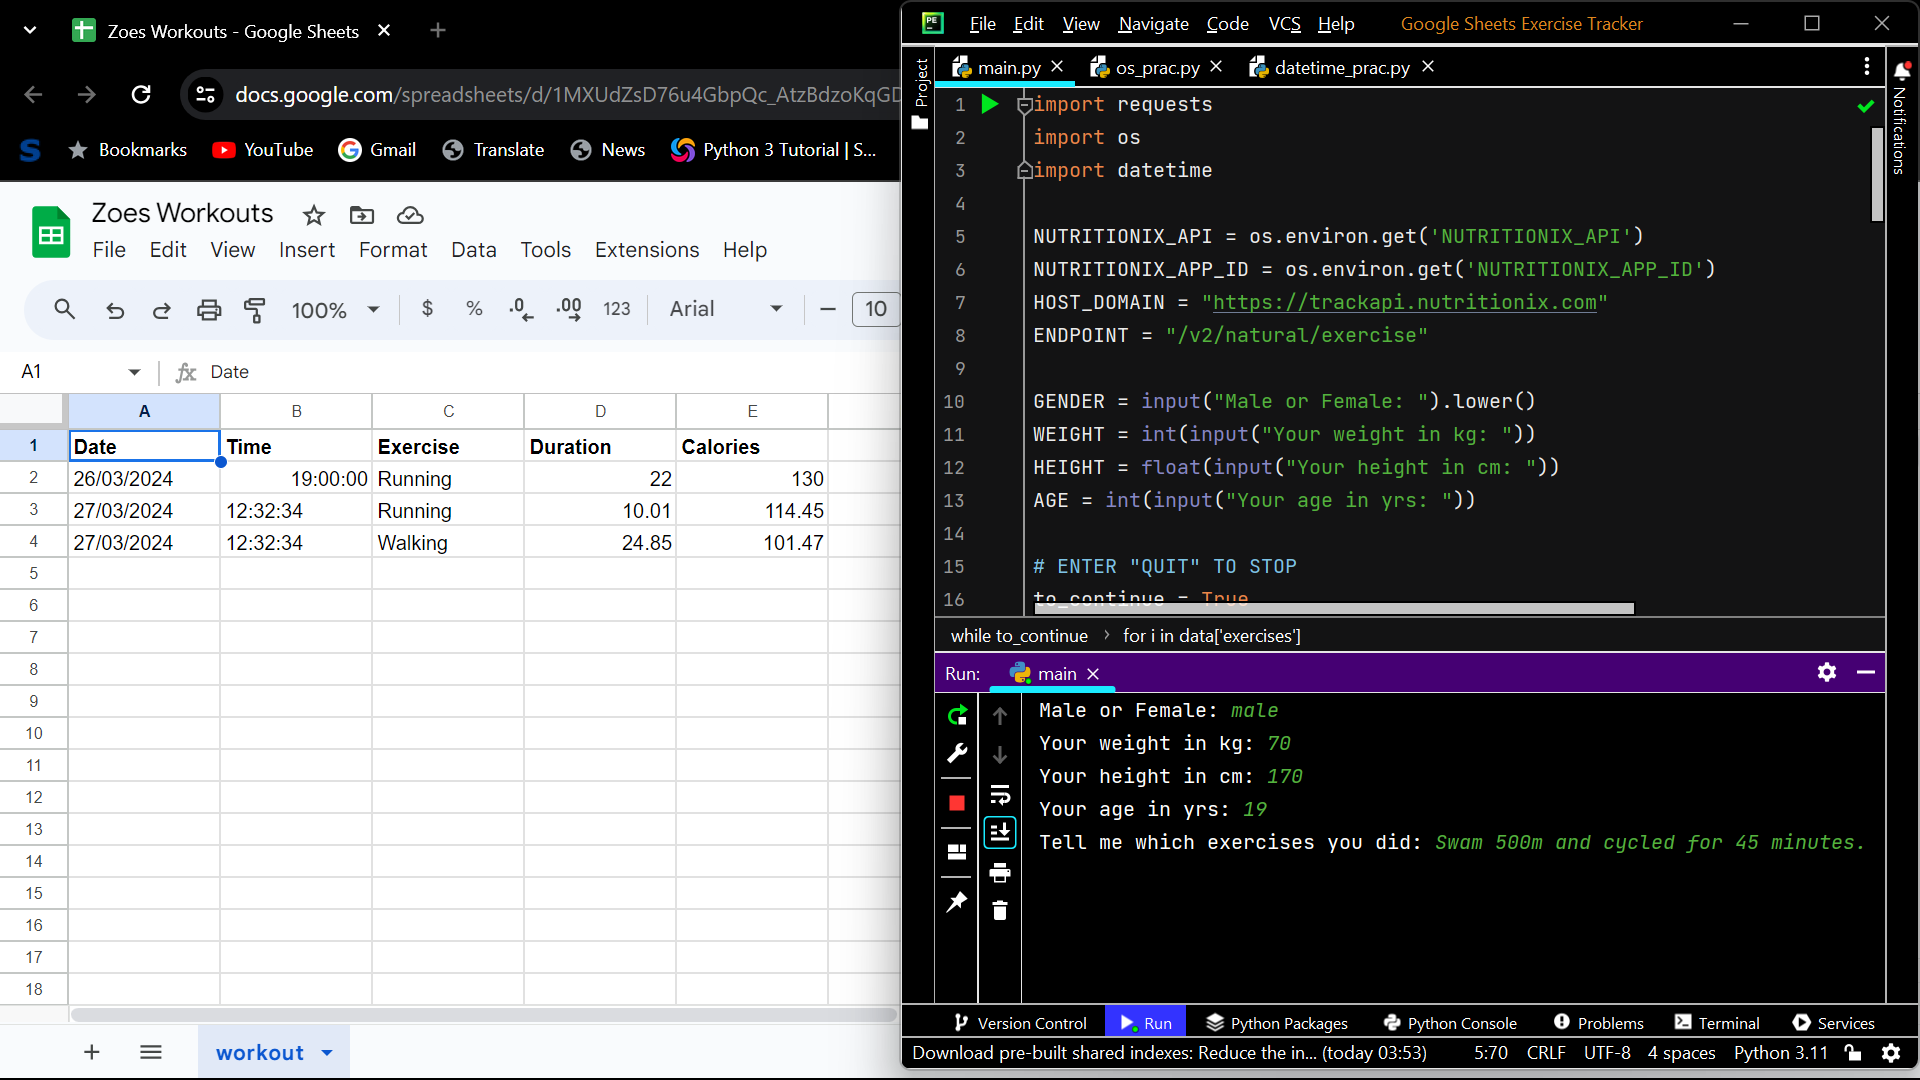 Zoes Workouts - Google Sheets
docs.google.com/spreadsheets/d/1MXUdZsD76u4GbpQc_AtzBdzoKqGD
Bookmarks YouTube Gmail Translate News Python 3 Tutorial | S...
Zoes Workouts
File Edit View Insert Format Data Tools Extensions Help
100% $ % .0 .00 123 Arial 10
A1 fx Date
A B C D E
1 Date Time Exercise Duration Calories
2 26/03/2024 19:00:00 Running 22 130
3 27/03/2024 12:32:34 Running 10.01 114.45
4 27/03/2024 12:32:34 Walking 24.85 101.47
5
6
7
8
9
10
11
12
13
14
15
16
17
18
workout
PE File Edit View Navigate Code VCS Help Google Sheets Exercise Tracker
Project
main.py os_prac.py datetime_prac.py
Notifications
1 import requests
2 import os
3 import datetime
4
5 NUTRITIONIX_API = os.environ.get('NUTRITIONIX_API')
6 NUTRITIONIX_APP_ID = os.environ.get('NUTRITIONIX_APP_ID')
7 HOST_DOMAIN = "https://trackapi.nutritionix.com"
8 ENDPOINT = "/v2/natural/exercise"
9
10 GENDER = input("Male or Female: ").lower()
11 WEIGHT = int(input("Your weight in kg: "))
12 HEIGHT = float(input("Your height in cm: "))
13 AGE = int(input("Your age in yrs: "))
14
15 # ENTER "QUIT" TO STOP
16 to_continue = True
while to_continue for i in data['exercises']
Run: main
Male or Female: male
Your weight in kg: 70
Your height in cm: 170
Your age in yrs: 19
Tell me which exercises you did: Swam 500m and cycled for 45 minutes.
Version Control Run Python Packages Python Console Problems Terminal Services
Download pre-built shared indexes: Reduce the in... (today 03:53) 5:70 CRLF UTF-8 4 spaces Python 3.11